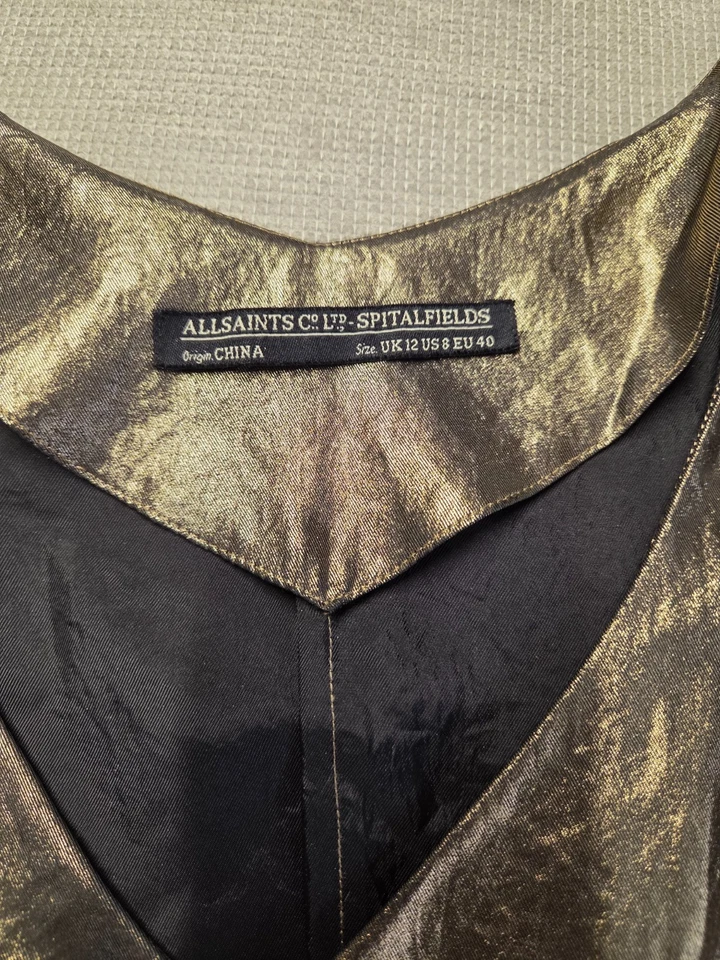 ALLSAINTS Co. LTD.-SPITALFIELDS
Origin. CHINA Size. UK 12 US 8 EU 40